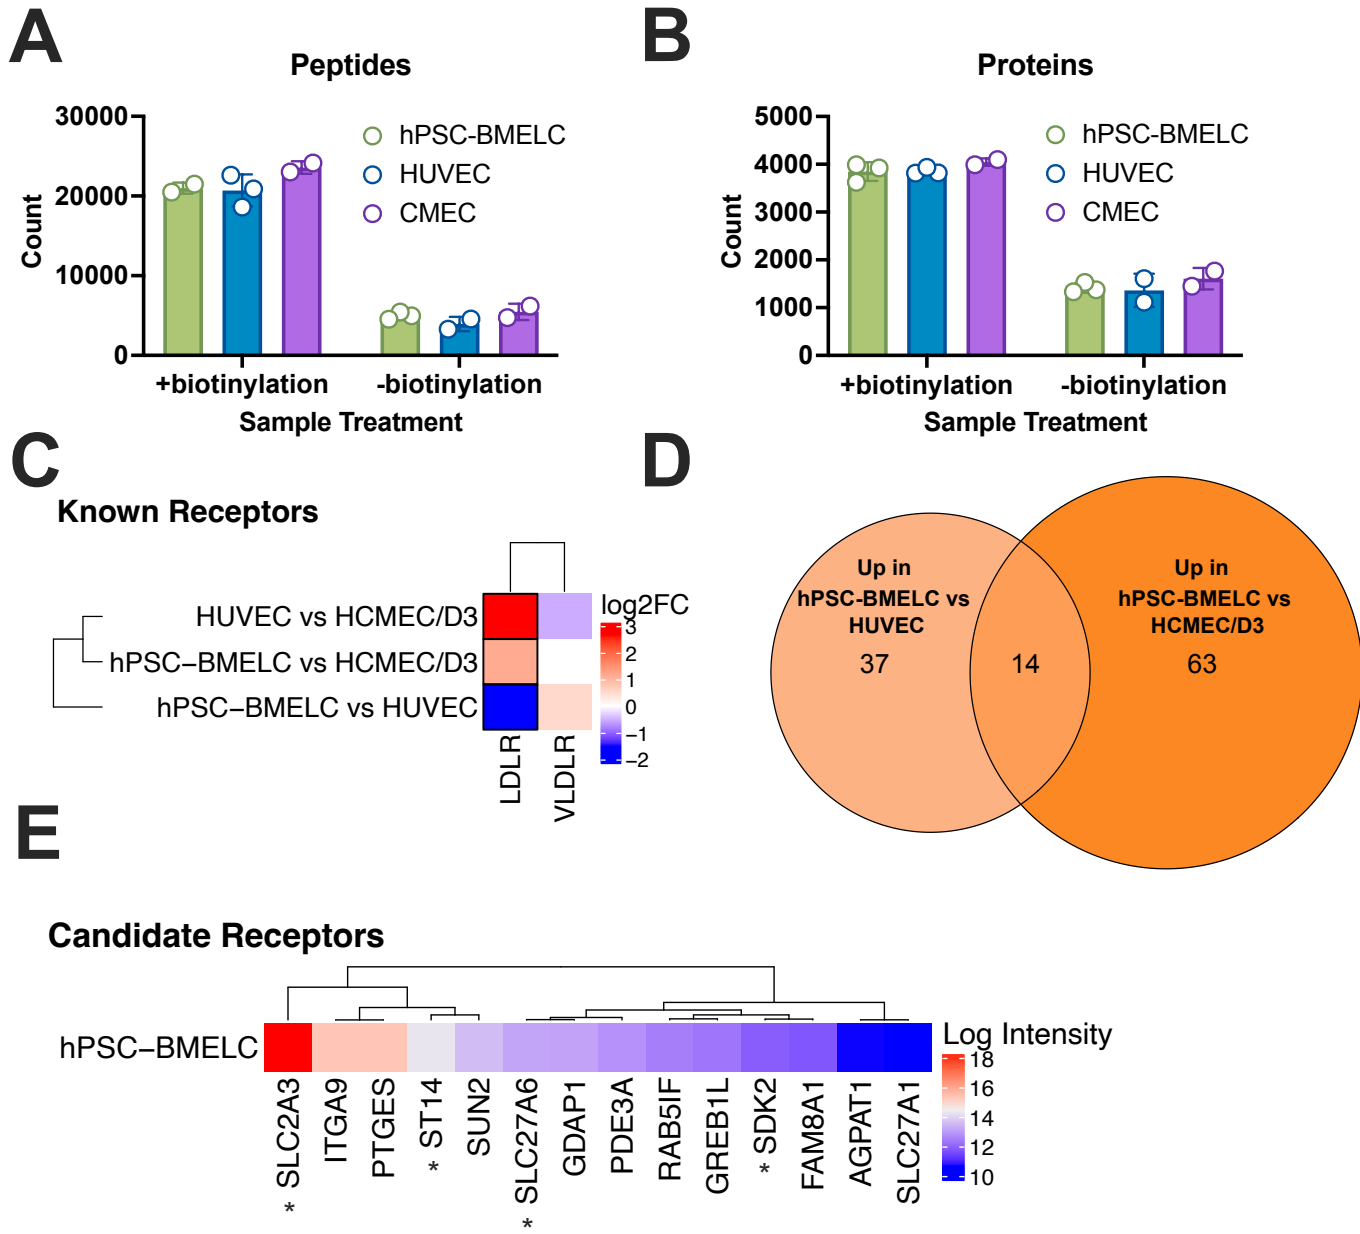 A
Peptides
30000
20000
10000
0
Count
hPSC-BMELC
HUVEC
CMEC
+biotinylation
-biotinylation
Sample Treatment
B
Proteins
5000
4000
3000
2000
1000
0
Count
hPSC-BMELC
HUVEC
CMEC
+biotinylation
-biotinylation
Sample Treatment
C
Known Receptors
HUVEC vs HCMEC/D3
hPSC−BMELC vs HCMEC/D3
hPSC−BMELC vs HUVEC
LDLR
VLDLR
log2FC
3
2
1
0
−1
−2
D
Up in
hPSC-BMELC vs
HUVEC
37
14
Up in
hPSC-BMELC vs
HCMEC/D3
63
E
Candidate Receptors
hPSC−BMELC
* SLC2A3
ITGA9
PTGES
* ST14
SUN2
* SLC27A6
GDAP1
PDE3A
RAB5IF
GREB1L
* SDK2
FAM8A1
AGPAT1
SLC27A1
Log Intensity
18
16
14
12
10